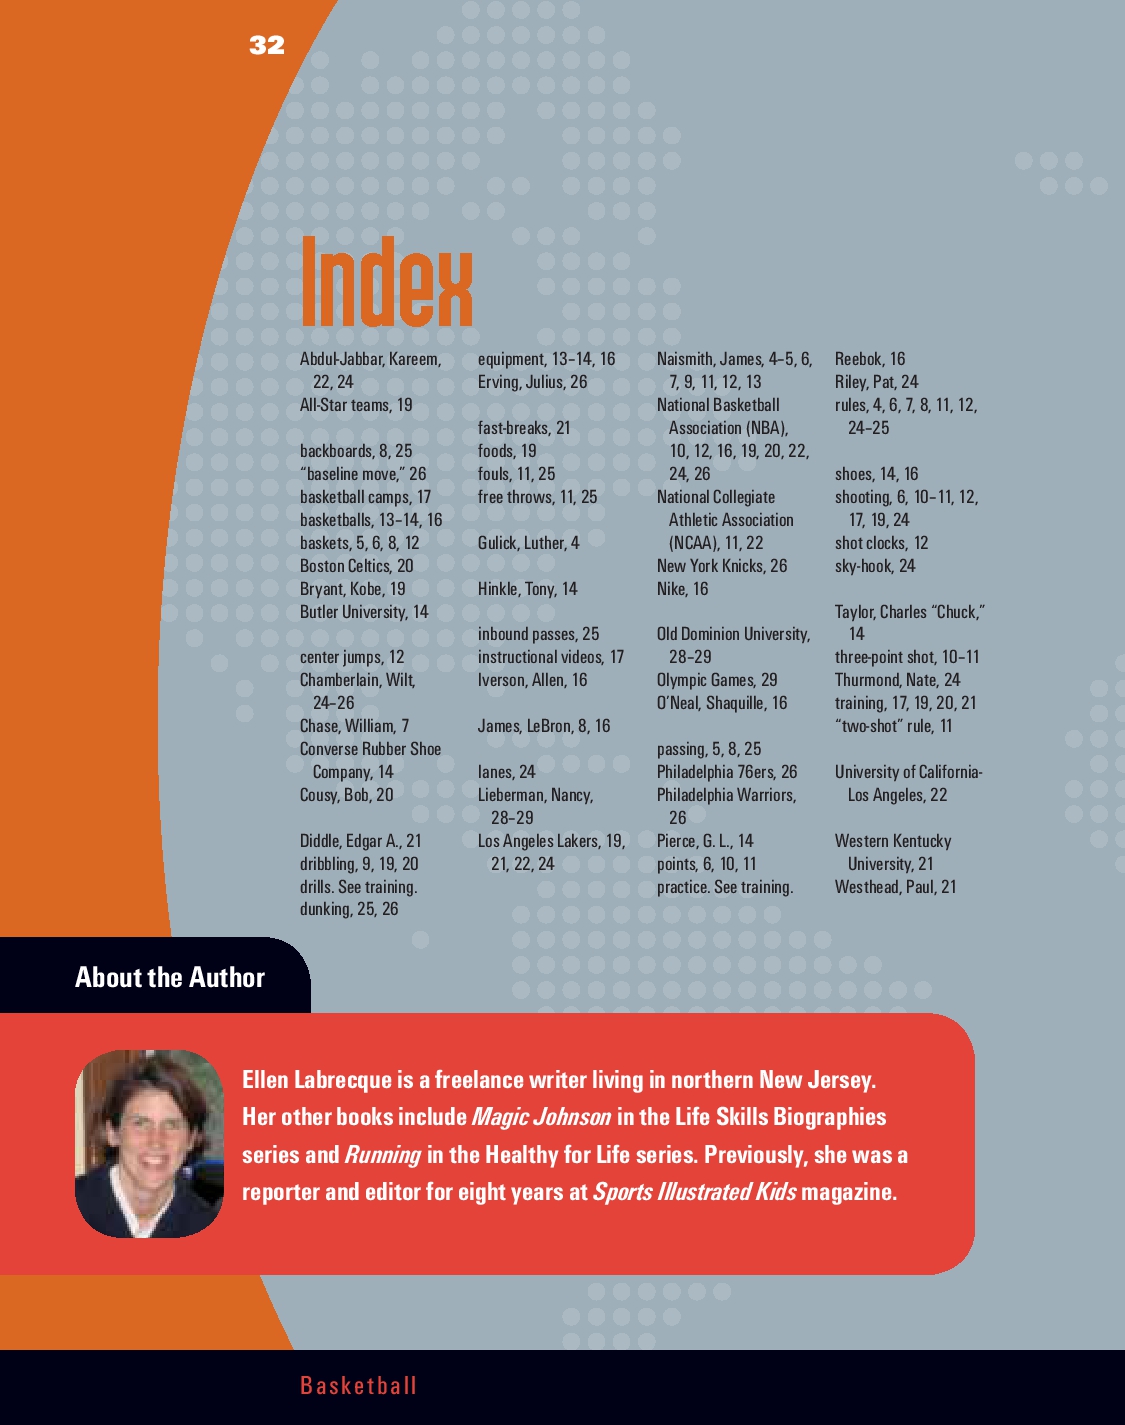 32
Index
Abdul-Jabbar, Kareem,
22, 24
All-Star teams, 19
backboards, 8, 25
“baseline move,” 26
basketball camps, 17
basketballs, 13–14, 16
baskets, 5, 6, 8, 12
Boston Celtics, 20
Bryant, Kobe, 19
Butler University, 14
center jumps, 12
Chamberlain, Wilt,
24–26
Chase, William, 7
Converse Rubber Shoe
Company, 14
Cousy, Bob, 20
Diddle, Edgar A., 21
dribbling, 9, 19, 20
drills. See training.
dunking, 25, 26
equipment, 13–14, 16
Erving, Julius, 26
fast-breaks, 21
foods, 19
fouls, 11, 25
free throws, 11, 25
Gulick, Luther, 4
Hinkle, Tony, 14
inbound passes, 25
instructional videos, 17
Iverson, Allen, 16
James, LeBron, 8, 16
lanes, 24
Lieberman, Nancy,
28–29
Los Angeles Lakers, 19,
21, 22, 24
Naismith, James, 4–5, 6,
7, 9, 11, 12, 13
National Basketball
Association (NBA),
10, 12, 16, 19, 20, 22,
24, 26
National Collegiate
Athletic Association
(NCAA), 11, 22
New York Knicks, 26
Nike, 16
Old Dominion University,
28–29
Olympic Games, 29
O’Neal, Shaquille, 16
passing, 5, 8, 25
Philadelphia 76ers, 26
Philadelphia Warriors,
26
Pierce, G. L., 14
points, 6, 10, 11
practice. See training.
Reebok, 16
Riley, Pat, 24
rules, 4, 6, 7, 8, 11, 12,
24–25
shoes, 14, 16
shooting, 6, 10–11, 12,
17, 19, 24
shot clocks, 12
sky-hook, 24
Taylor, Charles “Chuck,”
14
three-point shot, 10–11
Thurmond, Nate, 24
training, 17, 19, 20, 21
“two-shot” rule, 11
University of California-
Los Angeles, 22
Western Kentucky
University, 21
Westhead, Paul, 21
About the Author
Ellen Labrecque is a freelance writer living in northern New Jersey.
Her other books include Magic Johnson in the Life Skills Biographies
series and Running in the Healthy for Life series. Previously, she was a
reporter and editor for eight years at Sports Illustrated Kids magazine.
Basketball